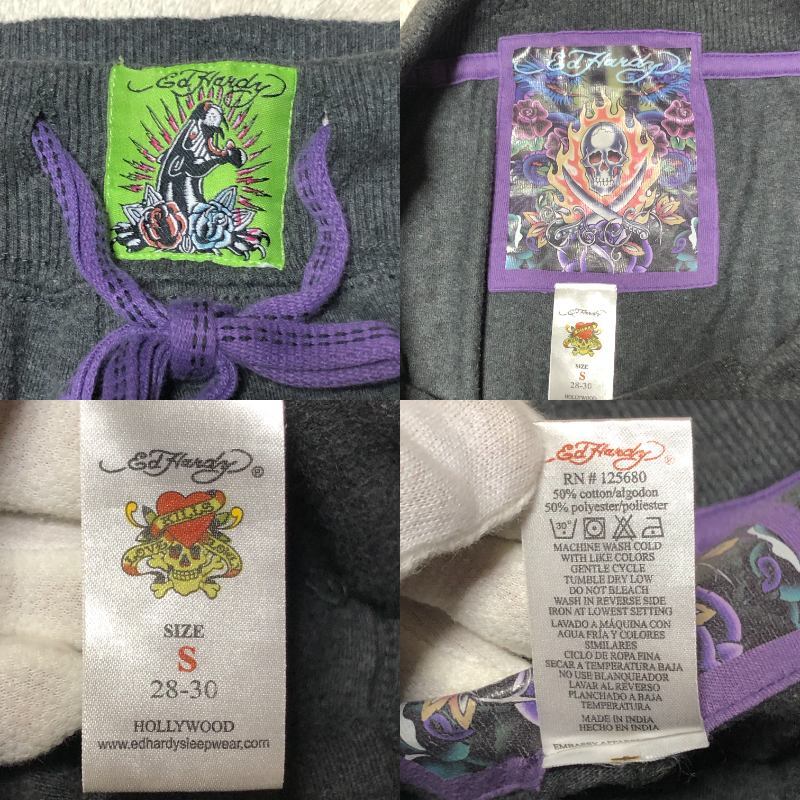 Ed Hardy
Ed Hardy
Ed Hardy
SIZE
S
28-30
HOLLYWOOD
Ed Hardy®
KILLS
LOVE
SLOWLY
SIZE
S
28-30
HOLLYWOOD
www.edhardysleepwear.com
Ed Hardy®
RN # 125680
50% cotton/algodon
50% polyester/poliester
30°
MACHINE WASH COLD
WITH LIKE COLORS
GENTLE CYCLE
TUMBLE DRY LOW
DO NOT BLEACH
WASH IN REVERSE SIDE
IRON AT LOWEST SETTING
LAVADO A MÁQUINA CON
AGUA FRÍA Y COLORES
SIMILARES
CICLO DE ROPA FINA
SECAR A TEMPERATURA BAJA
NO USE BLANQUEADOR
LAVAR AL REVERSO
PLANCHADO A BAJA
TEMPERATURA
MADE IN INDIA
HECHO EN INDIA
EMBASSY